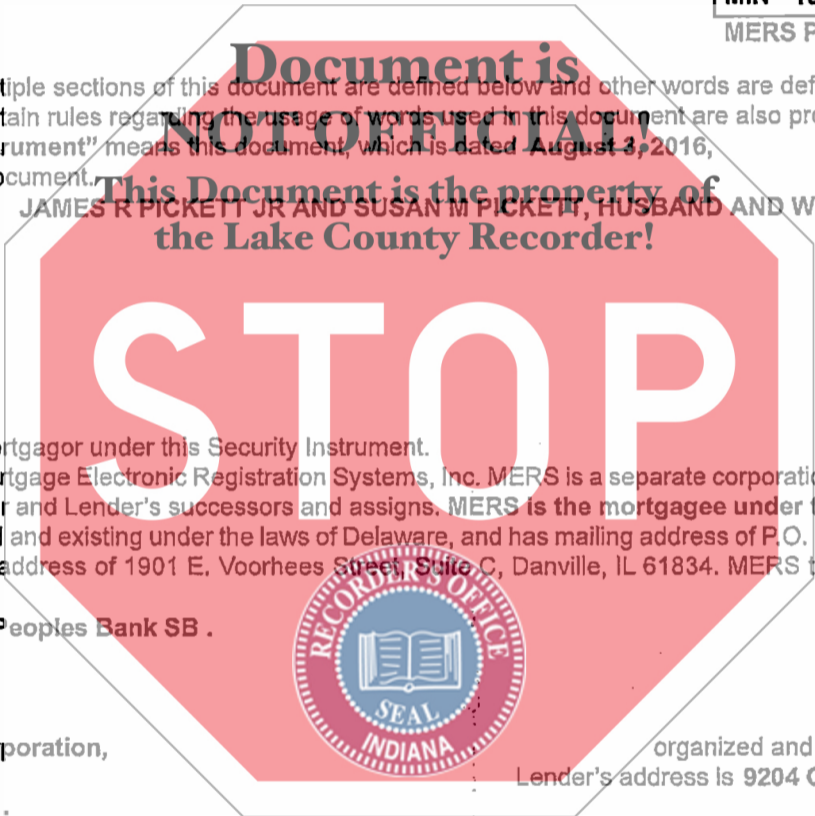 MIN
MERS P
Document is
tiple sections of this document are defined below and other words are def
tain rules regarding the usage of words used in this document are also pro
NOT OFFICIAL!
rument” means this document, which is dated August 3, 2016,
ocument.
This Document is the property of
JAMES R PICKETT JR AND SUSAN M PICKETT, HUSBAND AND W
the Lake County Recorder!
STOP
rtgagor under this Security Instrument.
rtgage Electronic Registration Systems, Inc. MERS is a separate corporatio
r and Lender's successors and assigns. MERS is the mortgagee under t
and existing under the laws of Delaware, and has mailing address of P.O.
address of 1901 E. Voorhees Street, Suite C, Danville, IL 61834. MERS t
Peoples Bank SB .
RECORDER'S OFFICE
SEAL
INDIANA
poration,
organized and
Lender's address is 9204 C